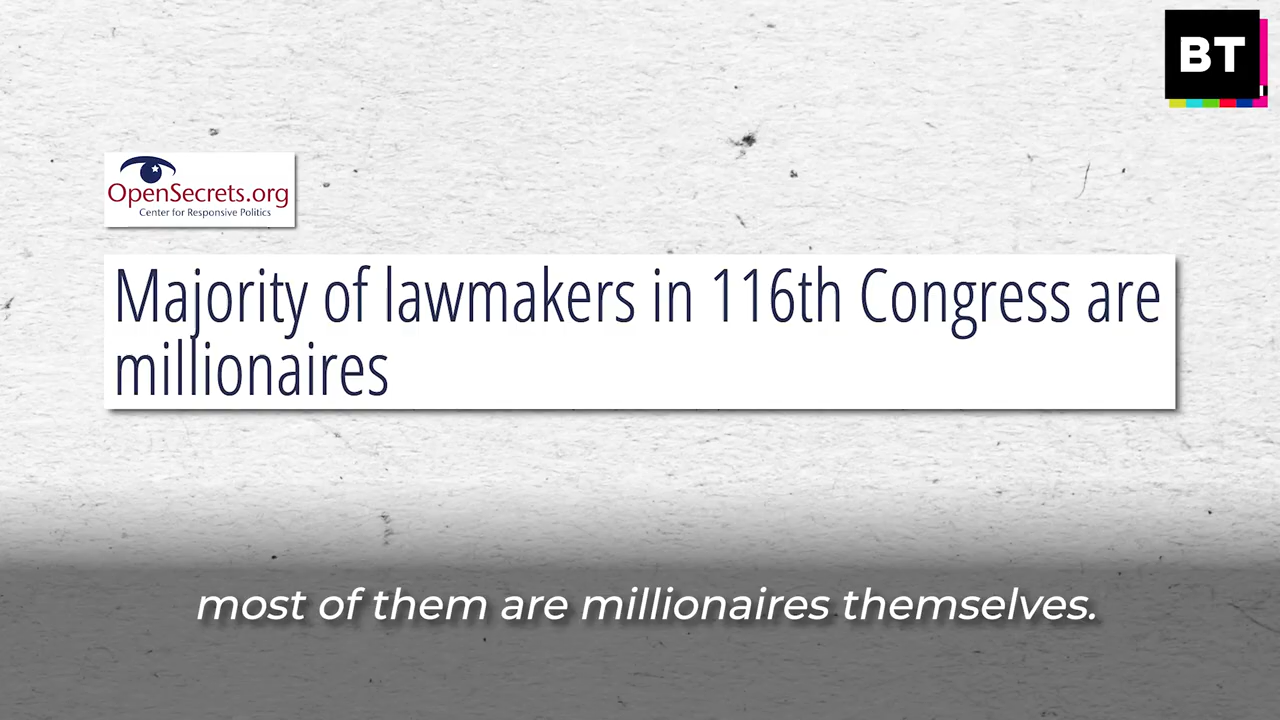 BT
OpenSecrets.org
Center for Responsive Politics
Majority of lawmakers in 116th Congress are
millionaires
most of them are millionaires themselves.